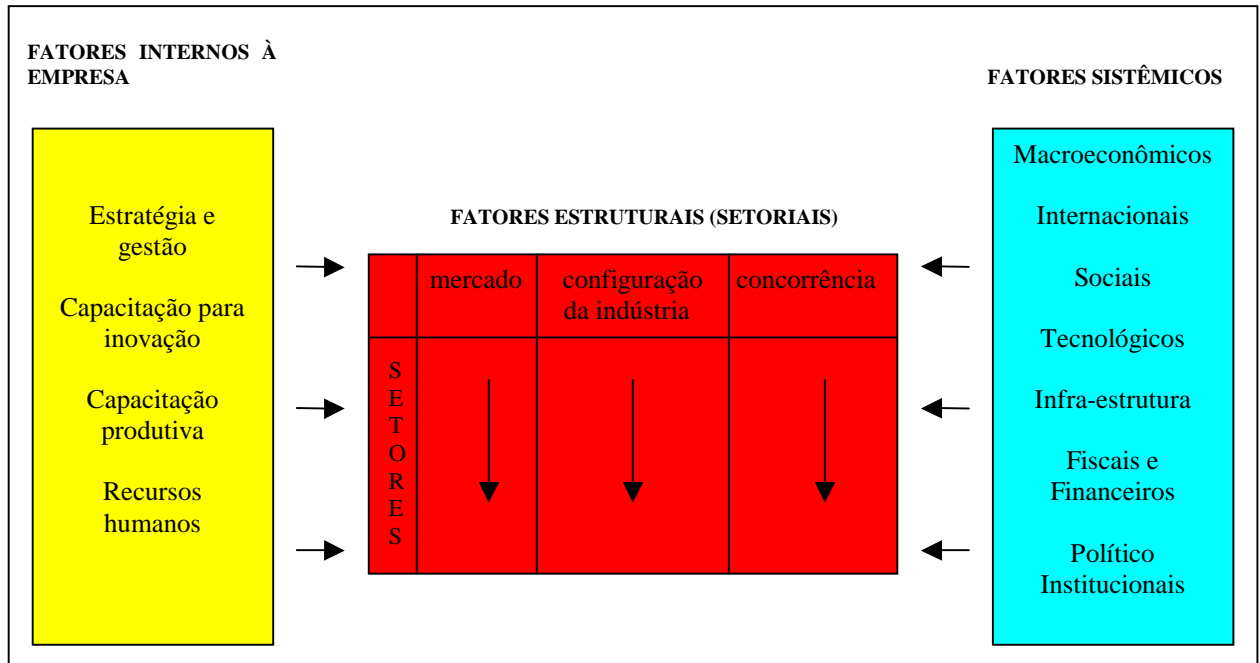 FATORES INTERNOS À
EMPRESA
Estratégia e
gestão
Capacitação para
inovação
Capacitação
produtiva
Recursos
humanos
FATORES ESTRUTURAIS (SETORIAIS)
mercado
configuração
da indústria
concorrência
SETORES
FATORES SISTÊMICOS
Macroeconômicos
Internacionais
Sociais
Tecnológicos
Infra-estrutura
Fiscais e
Financeiros
Político
Institucionais